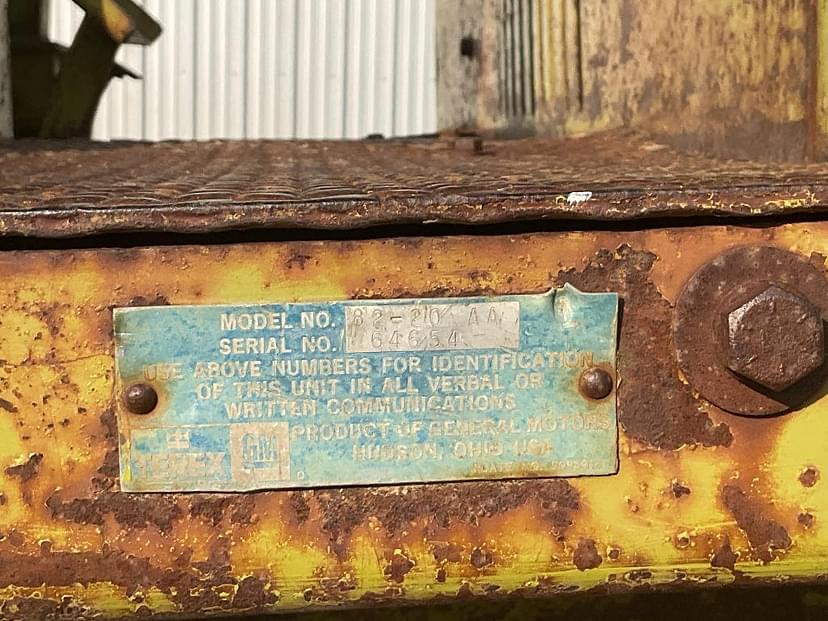 MODEL NO. 82-20 AA
SERIAL NO. 64654
USE ABOVE NUMBERS FOR IDENTIFICATION
OF THIS UNIT IN ALL VERBAL OR
WRITTEN COMMUNICATIONS
TEREX GM PRODUCT OF GENERAL MOTORS
HUDSON, OHIO USA